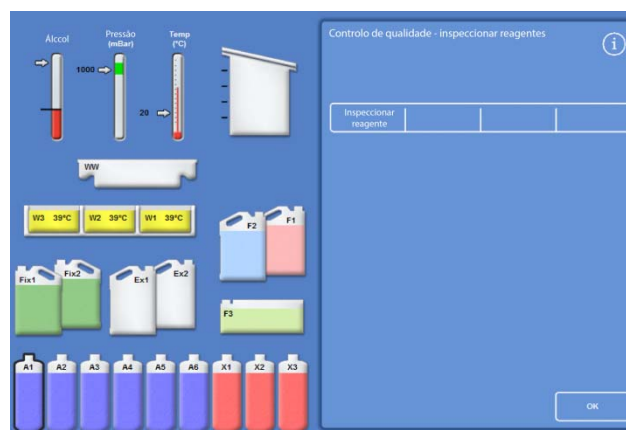 Álcool
Pressão
(mBar)
Temp
(°C)
1000
20
WW
W3 39°C W2 39°C W1 39°C
F2 F1
Fix1 Fix2 Ex1 Ex2
F3
A1 A2 A3 A4 A5 A6 X1 X2 X3
Controlo de qualidade - inspeccionar reagentes
i
Inspeccionar
reagente
OK